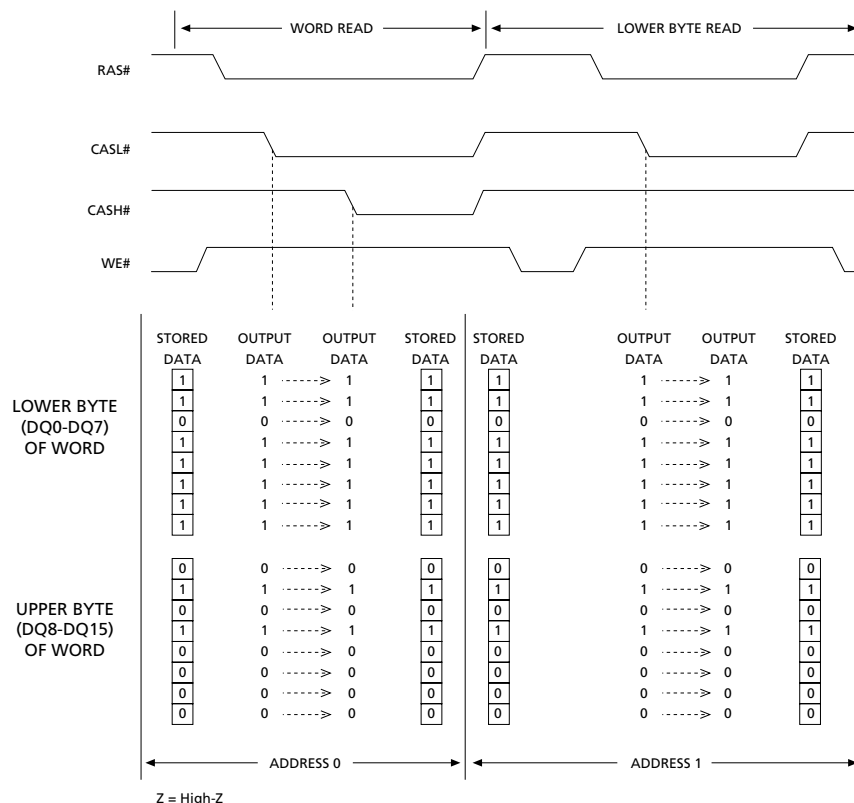 WORD READ LOWER BYTE READ
RAS#
CASL#
CASH#
WE#
STORED OUTPUT OUTPUT STORED STORED OUTPUT OUTPUT STORED
DATA DATA DATA DATA DATA DATA DATA DATA
1 1 1 1 1 1 1 1
1 1 1 1 1 1 1 1
0 0 0 0 0 0 0 0
1 1 1 1 1 1 1 1
1 1 1 1 1 1 1 1
1 1 1 1 1 1 1 1
1 1 1 1 1 1 1 1
1 1 1 1 1 1 1 1
LOWER BYTE
(DQ0-DQ7)
OF WORD
0 0 0 0 0 0 0 0
1 1 1 1 1 1 1 1
0 0 0 0 0 0 0 0
1 1 1 1 1 1 1 1
0 0 0 0 0 0 0 0
0 0 0 0 0 0 0 0
0 0 0 0 0 0 0 0
0 0 0 0 0 0 0 0
UPPER BYTE
(DQ8-DQ15)
OF WORD
ADDRESS 0 ADDRESS 1
Z = High-Z